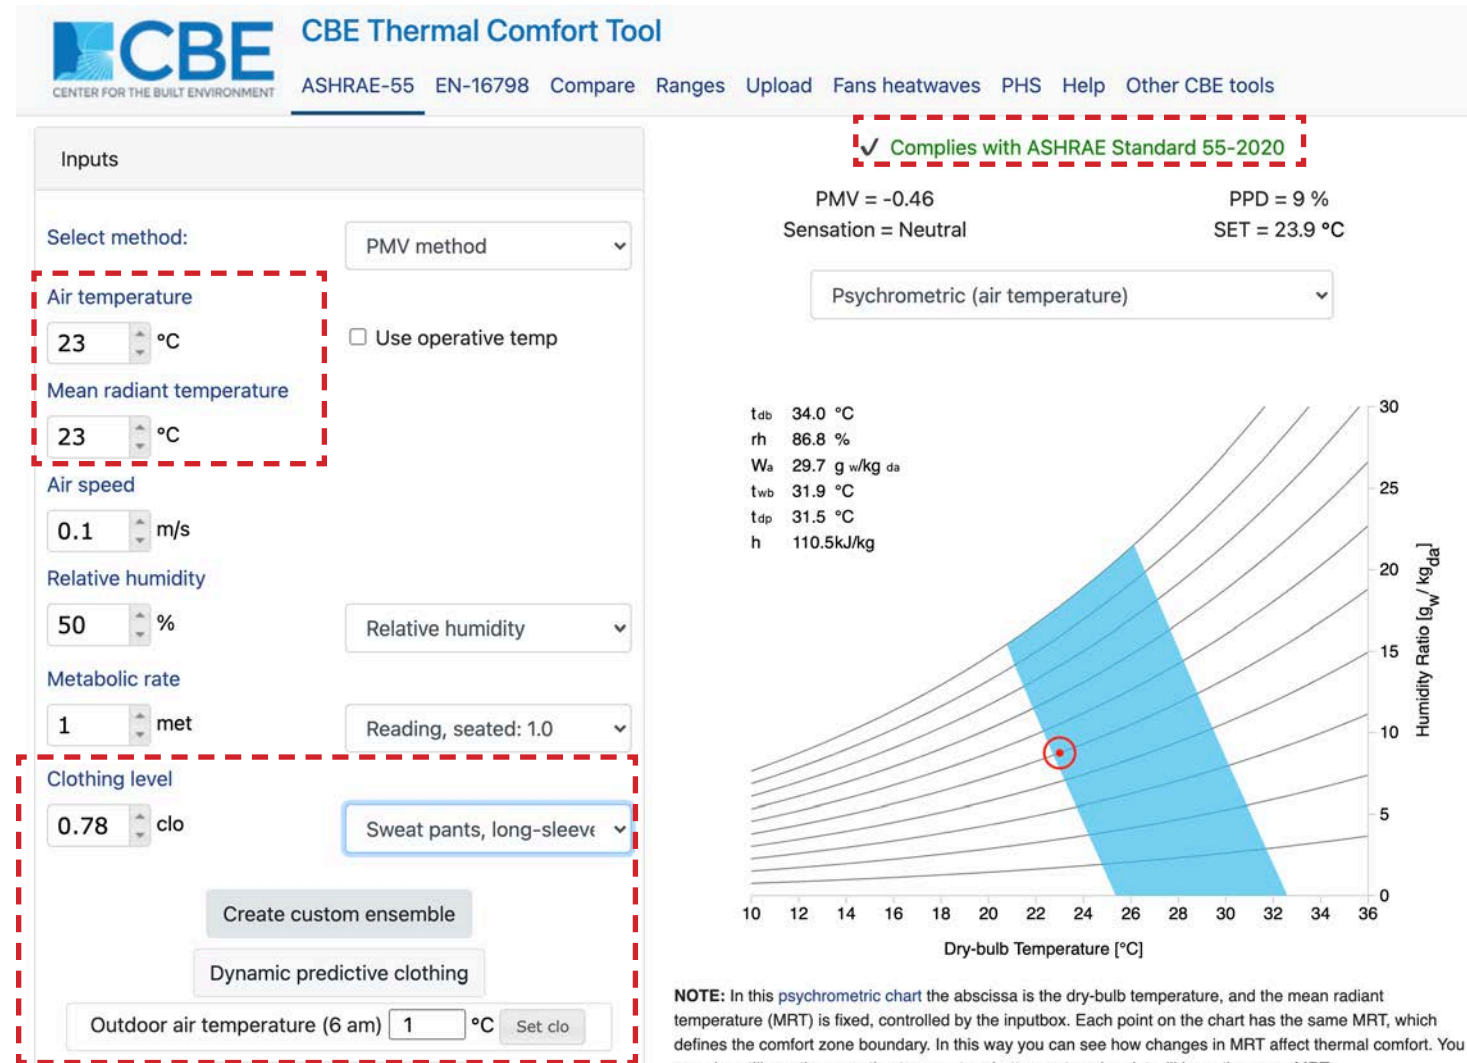 CBE
CENTER FOR THE BUILT ENVIRONMENT
CBE Thermal Comfort Tool
ASHRAE-55 EN-16798 Compare Ranges Upload Fans heatwaves PHS Help Other CBE tools
Inputs
Select method:
PMV method
Air temperature
23 °C
Use operative temp
Mean radiant temperature
23 °C
Air speed
0.1 m/s
Relative humidity
50 %
Relative humidity
Metabolic rate
1 met
Reading, seated: 1.0
Clothing level
0.78 clo
Sweat pants, long-sleeve
Create custom ensemble
Dynamic predictive clothing
Outdoor air temperature (6 am) 1 °C Set clo
✓ Complies with ASHRAE Standard 55-2020
PMV = -0.46 PPD = 9 %
Sensation = Neutral SET = 23.9 °C
Psychrometric (air temperature)
tdb 34.0 °C
rh 86.8 %
Wa 29.7 g w/kg da
twb 31.9 °C
tdp 31.5 °C
h 110.5kJ/kg
30
25
20
15
10
5
0
Humidity Ratio [gw/ kgda]
10 12 14 16 18 20 22 24 26 28 30 32 34 36
Dry-bulb Temperature [°C]
NOTE: In this psychrometric chart the abscissa is the dry-bulb temperature, and the mean radiant
temperature (MRT) is fixed, controlled by the inputbox. Each point on the chart has the same MRT, which
defines the comfort zone boundary. In this way you can see how changes in MRT affect thermal comfort. You